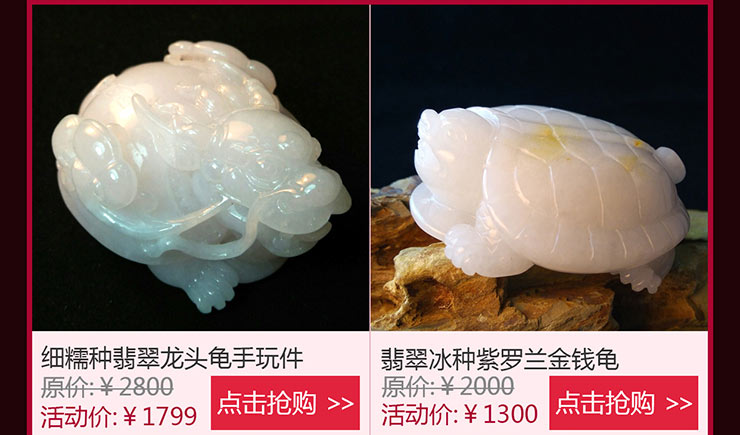 细糯种翡翠龙头龟手玩件
原价:￥2800
活动价:￥1799
点击抢购 >>
翡翠冰种紫罗兰金钱龟
原价:￥2000
活动价:￥1300
点击抢购 >>